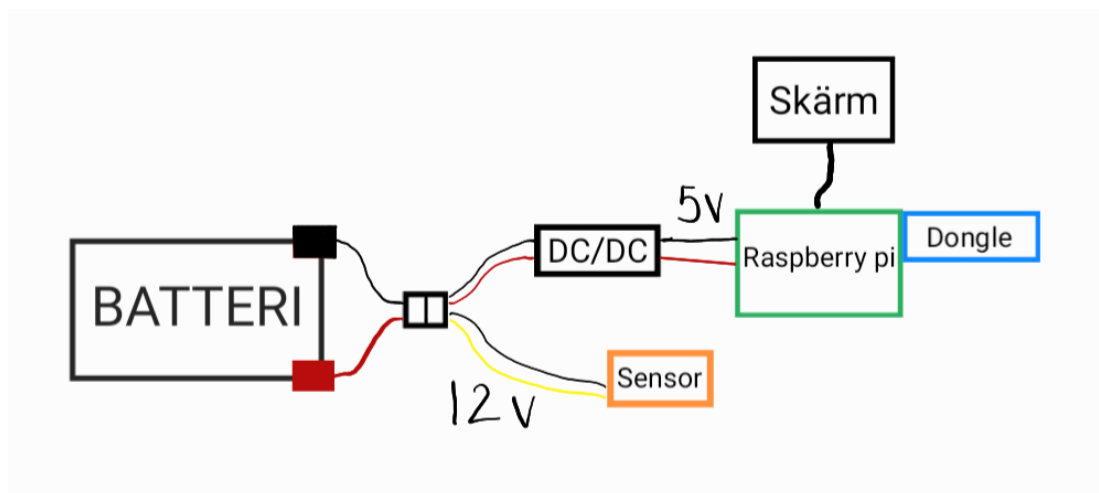 Skärm
5v
DC/DC
Raspberry pi
Dongle
BATTERI
Sensor
12v